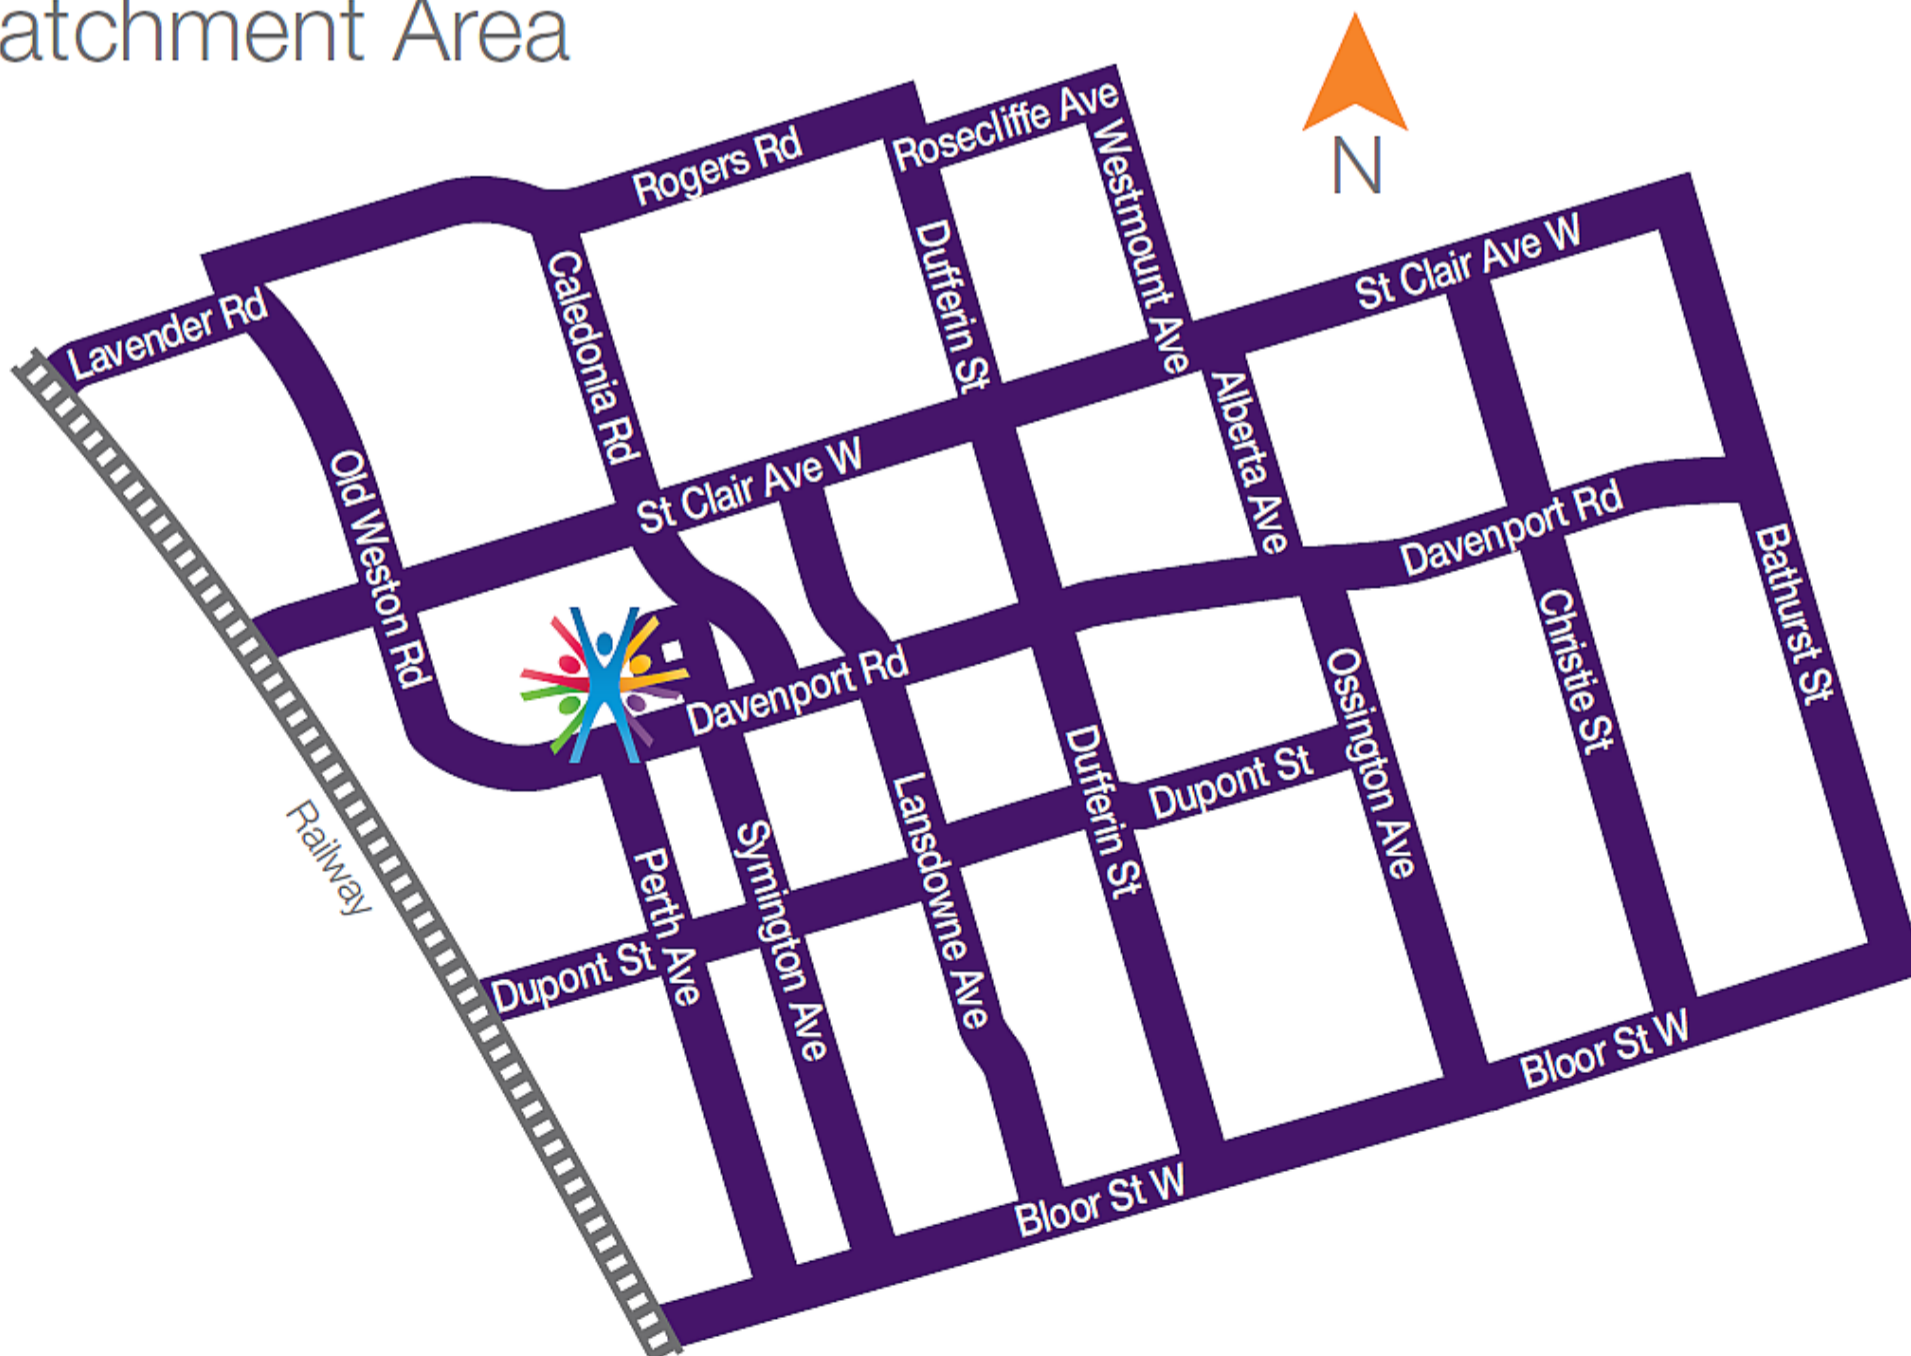 atchment Area
N
Rosecliffe Ave
Rogers Rd
Westmount Ave
St Clair Ave W
Dufferin St
Caledonia Rd
Lavender Rd
Alberta Ave
St Clair Ave W
Old Weston Rd
Davenport Rd
Bathurst St
Christie St
Davenport Rd
Ossington Ave
Dufferin St
Dupont St
Lansdowne Ave
Symington Ave
Railway
Perth Ave
Dupont St
Bloor St W
Bloor St W